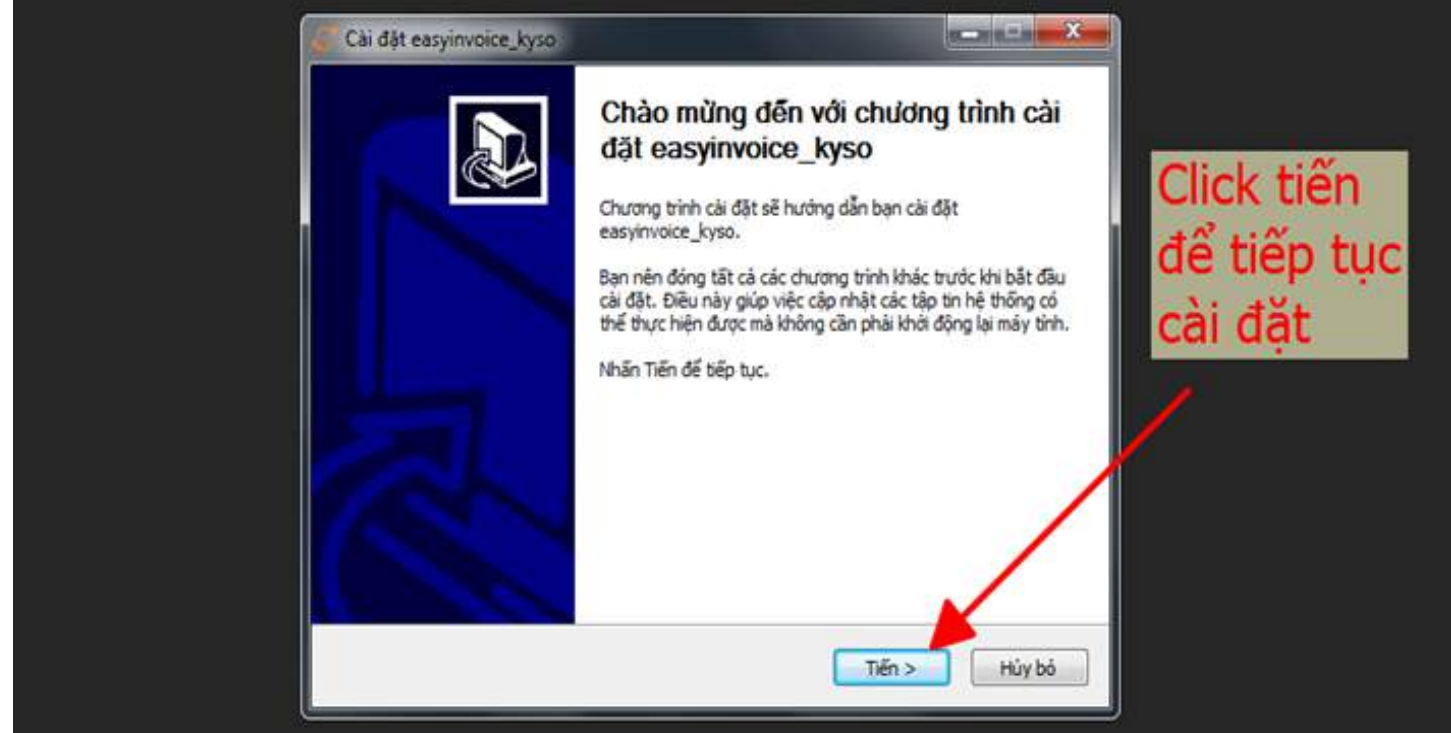 Cài đặt easyinvoice_kyso
Chào mừng đến với chương trình cài
đặt easyinvoice_kyso
Chương trình cài đặt sẽ hướng dẫn bạn cài đặt
easyinvoice_kyso.
Bạn nên đóng tất cả các chương trình khác trước khi bắt đầu
cài đặt. Điều này giúp việc cập nhật các tập tin hệ thống có
thể thực hiện được mà không cần phải khởi động lại máy tính.
Nhấn Tiến để tiếp tục.
Click tiến
để tiếp tục
cài đặt
Tiến >
Hủy bỏ